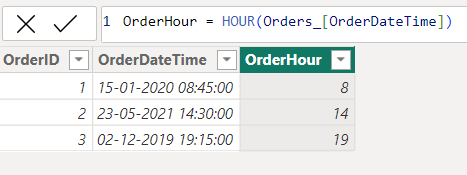 1 OrderHour = HOUR(Orders_[OrderDateTime])
OrderID OrderDateTime OrderHour
1 15-01-2020 08:45:00 8
2 23-05-2021 14:30:00 14
3 02-12-2019 19:15:00 19